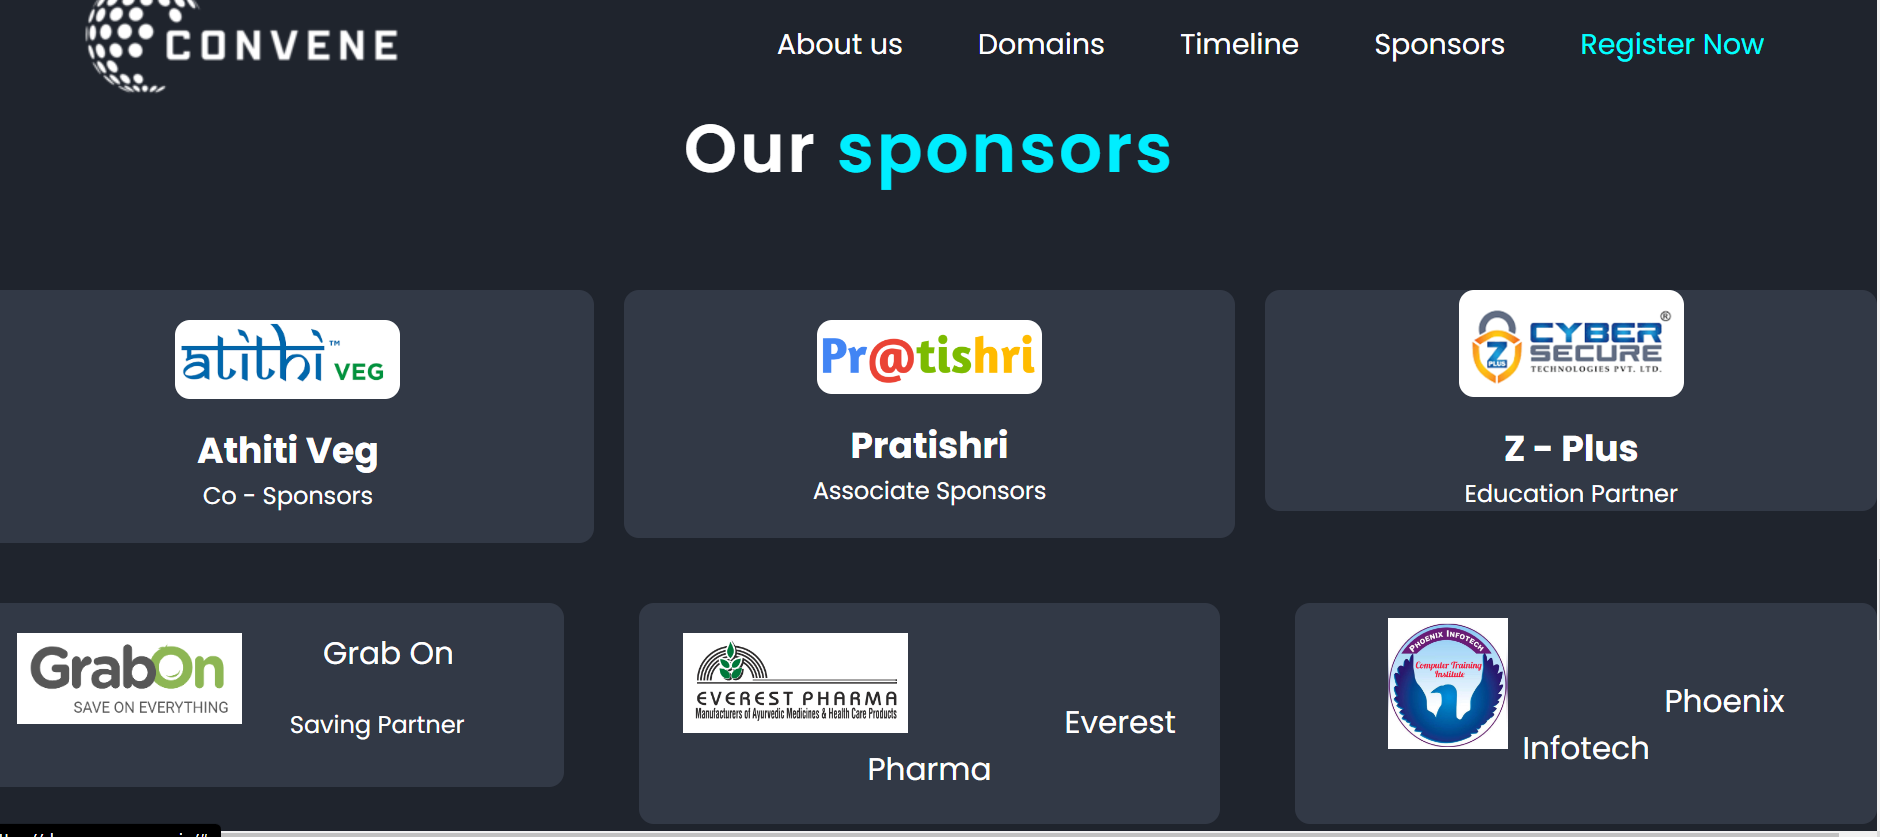 CONVENE
About us
Domains
Timeline
Sponsors
Register Now
Our sponsors
atithi™ VEG
Athiti Veg
Co - Sponsors
Pr@tishri
Pratishri
Associate Sponsors
Z PLUS
CYBER®
SECURE
TECHNOLOGIES PVT. LTD.
Z - Plus
Education Partner
GrabOn
SAVE ON EVERYTHING
Grab On
Saving Partner
EVEREST PHARMA
Manufacturers of Ayurvedic Medicines & Health Care Products
Everest
Pharma
PHOENIX INFOTECH
Computer Training
Institute
Phoenix
Infotech